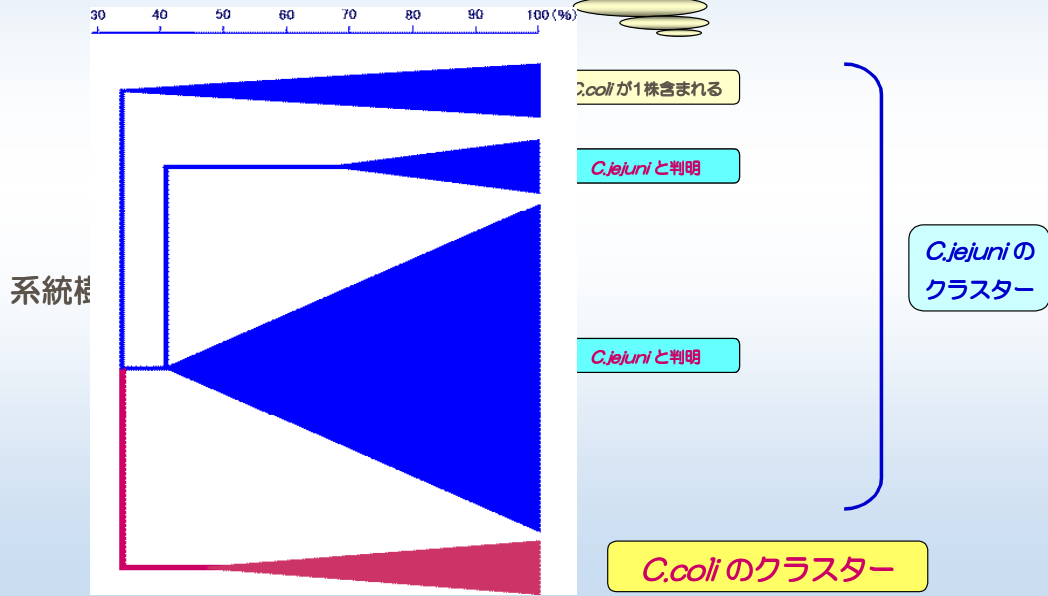 30 40 50 60 70 80 90 100(%)
C.coli が1株含まれる
C.jejuni と判明
C.jejuni の
クラスター
系統樹
C.jejuni と判明
C.coli のクラスター